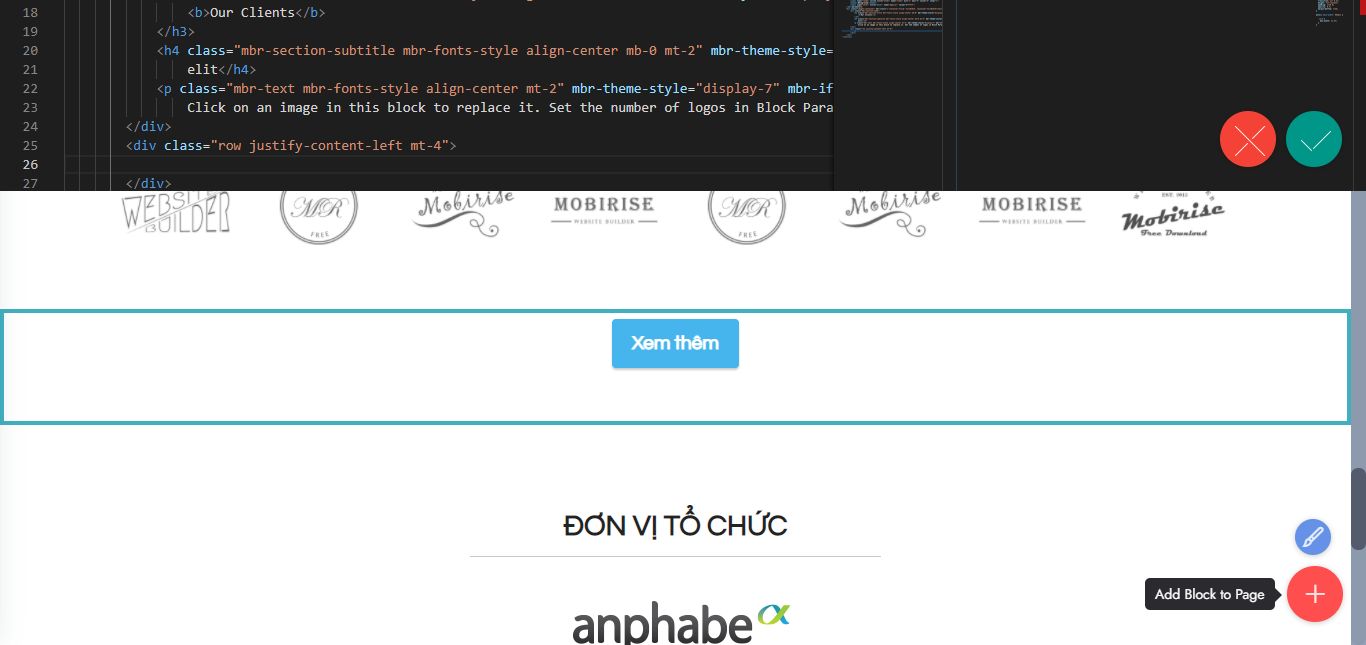 18 <b>Our Clients</b>
19 </h3>
20 <h4 class="mbr-section-subtitle mbr-fonts-style align-center mb-0 mt-2" mbr-theme-style=
21 elit</h4>
22 <p class="mbr-text mbr-fonts-style align-center mt-2" mbr-theme-style="display-7" mbr-if
23 Click on an image in this block to replace it. Set the number of logos in Block Para
24 </div>
25 <div class="row justify-content-left mt-4">
26
27 </div>
WEBSITE BUILDER
MR
FREE
Mobirise
MOBIRISE
WEBSITE BUILDER
MR
FREE
Mobirise
MOBIRISE
WEBSITE BUILDER
EST. 2012
Mobirise
Free Download
Xem thêm
ĐƠN VỊ TỔ CHỨC
Add Block to Page
anphabe